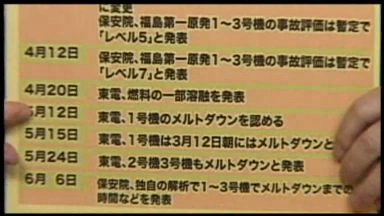 に変更
保安院、福島第一原発1〜3号機の事故評価は暫定で
「レベル5」と発表
4月12日 保安院、福島第一原発1〜3号機の事故評価は暫定で
「レベル7」と発表
4月20日 東電、燃料の一部溶融を発表
5月12日 東電、1号機のメルトダウンを認める
5月15日 東電、1号機は3月12日朝にはメルトダウンと
5月24日 東電、2号機3号機もメルトダウンと発表
6月 6日 保安院、独自の解析で1〜3号機でメルトダウンまでの
時間などを発表